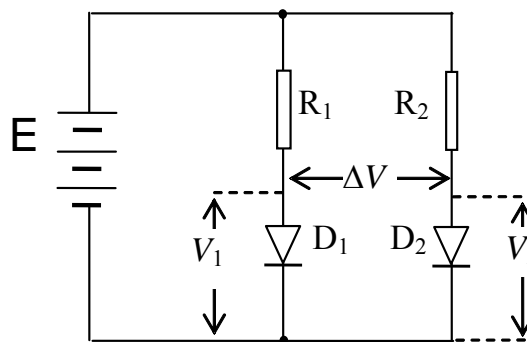 R₁
R₂
E
ΔV
V₁
D₁
D₂
V